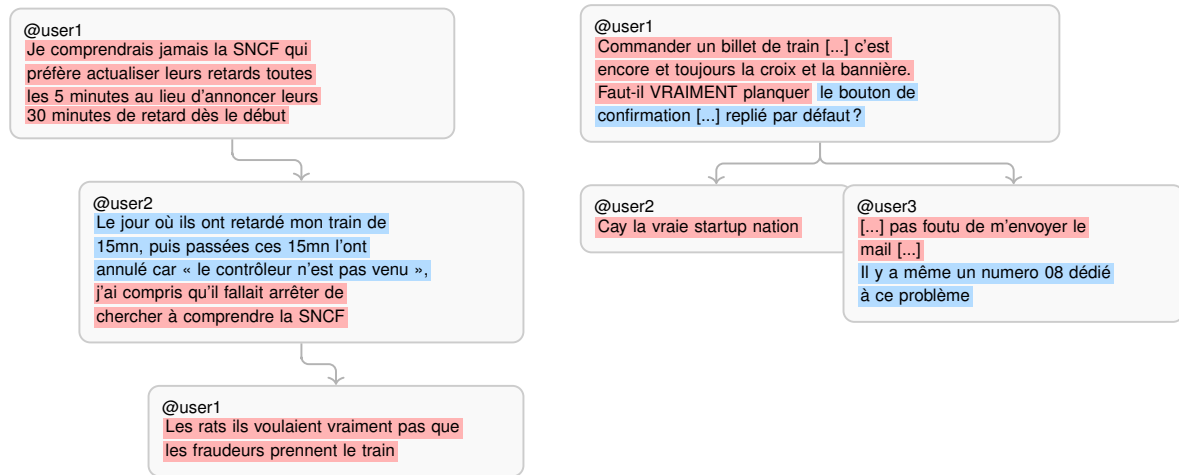 @user1
Je comprendrais jamais la SNCF qui
préfère actualiser leurs retards toutes
les 5 minutes au lieu d'annoncer leurs
30 minutes de retard dès le début
@user2
Le jour où ils ont retardé mon train de
15mn, puis passées ces 15mn l'ont
annulé car « le contrôleur n'est pas venu »,
j'ai compris qu'il fallait arrêter de
chercher à comprendre la SNCF
@user1
Les rats ils voulaient vraiment pas que
les fraudeurs prennent le train
@user1
Commander un billet de train [...] c'est
encore et toujours la croix et la bannière.
Faut-il VRAIMENT planquer le bouton de
confirmation [...] replié par défaut ?
@user2
Cay la vraie startup nation
@user3
[...] pas foutu de m'envoyer le
mail [...]
Il y a même un numero 08 dédié
à ce problème